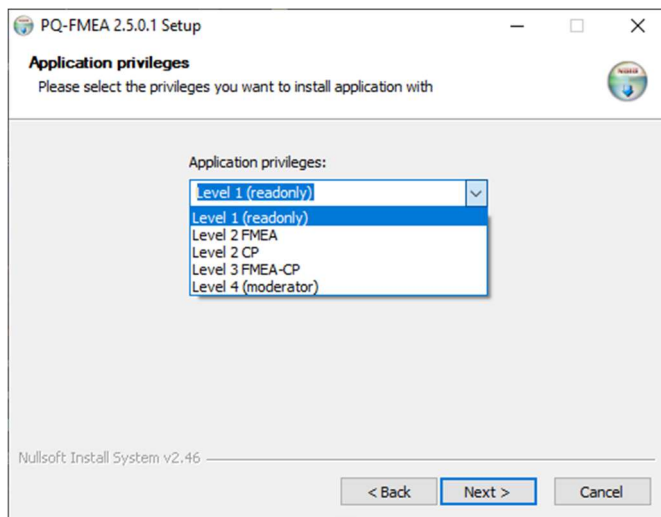 PQ-FMEA 2.5.0.1 Setup
Application privileges
Please select the privileges you want to install application with
Application privileges:
Level 1 (readonly)
Level 1 (readonly)
Level 2 FMEA
Level 2 CP
Level 3 FMEA-CP
Level 4 (moderator)
Nullsoft Install System v2.46
< Back Next > Cancel